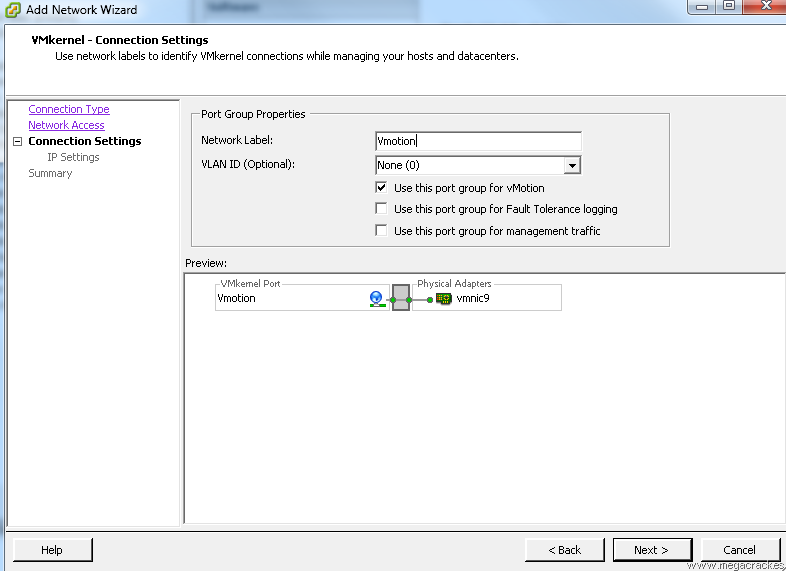 Add Network Wizard
VMkernel - Connection Settings
Use network labels to identify VMkernel connections while managing your hosts and datacenters.
Connection Type
Network Access
Connection Settings
IP Settings
Summary
Port Group Properties
Network Label: Vmotion
VLAN ID (Optional): None (0)
Use this port group for vMotion
Use this port group for Fault Tolerance logging
Use this port group for management traffic
Preview:
VMkernel Port Physical Adapters
Vmotion vmnic9
Help < Back Next > Cancel
www.megacrack.es